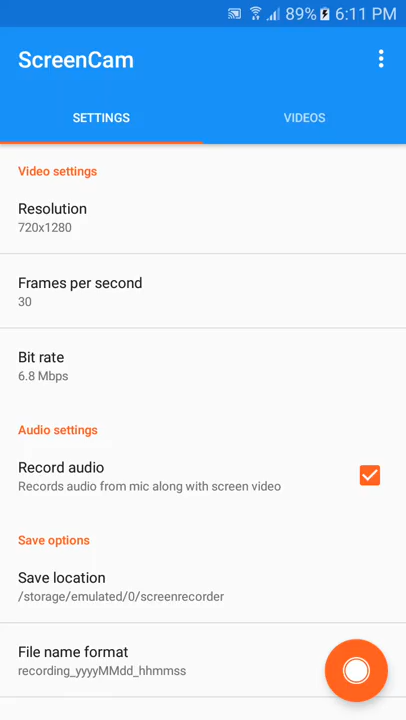 89% 6:11 PM
ScreenCam
SETTINGS VIDEOS
Video settings
Resolution
720x1280
Frames per second
30
Bit rate
6.8 Mbps
Audio settings
Record audio
Records audio from mic along with screen video
Save options
Save location
/storage/emulated/0/screenrecorder
File name format
recording_yyyyMMdd_hhmmss